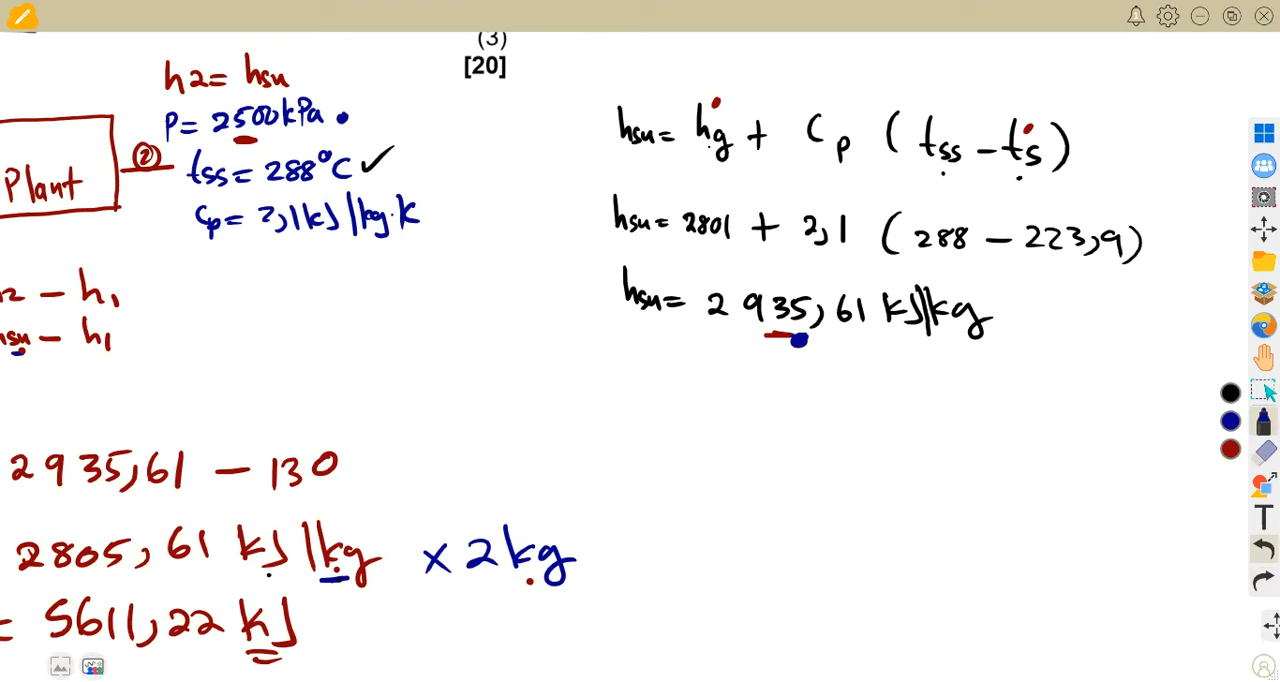 (3)
[20]
h2 = hsu
P = 2500kPa
tss = 288°C ✓
Cp = 2,1kJ/kg.K
Plant
②
hsu = hg + Cp (tss - ts)
hsu = 2801 + 2,1 (288 - 223,9)
hsu = 2 935,61 kJ/kg
2 - h1
hsu - h1
2935,61 - 130
2805,61 kJ/kg × 2kg
= 5611,22 kJ
T